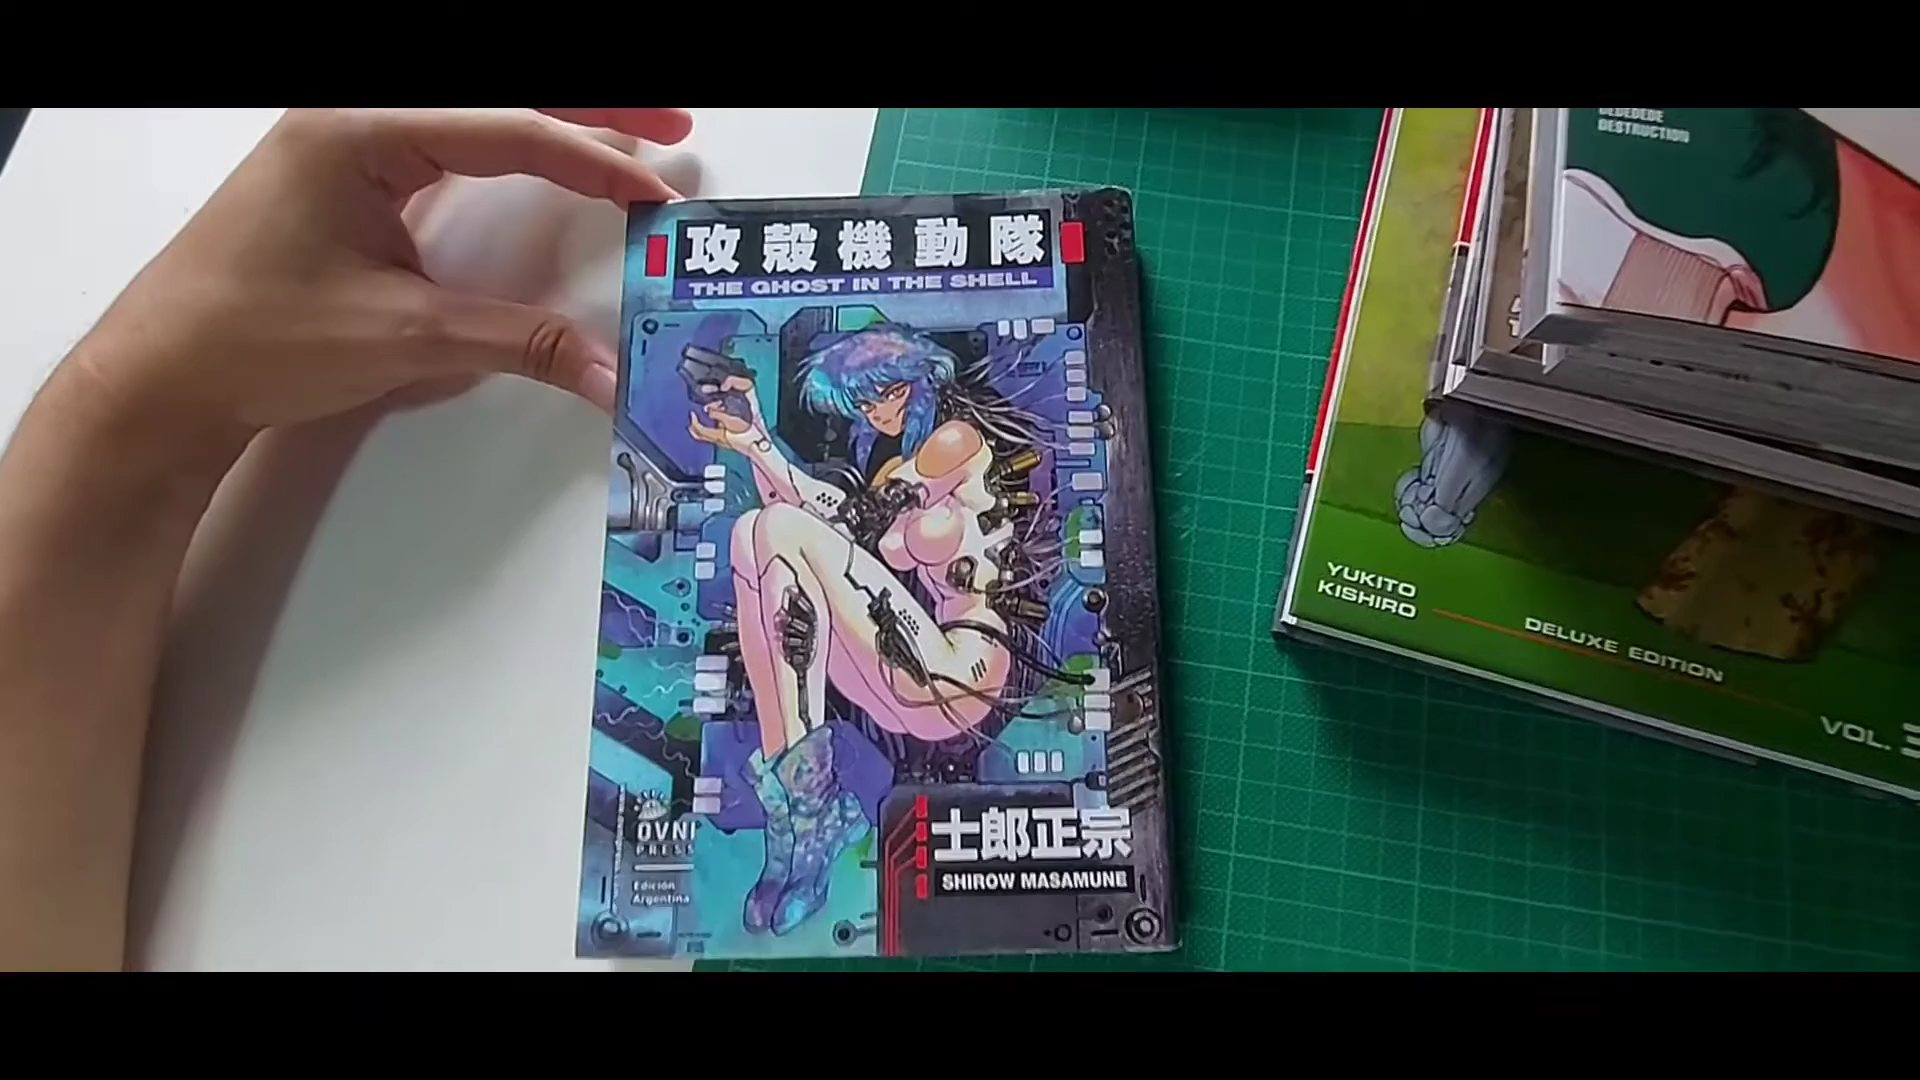 攻殻機動隊
THE GHOST IN THE SHELL
OVNI
PRESS
Edición
Argentina
士郎正宗
SHIROW MASAMUNE
DESTRUCTION
YUKITO
KISHIRO
DELUXE EDITION
VOL.